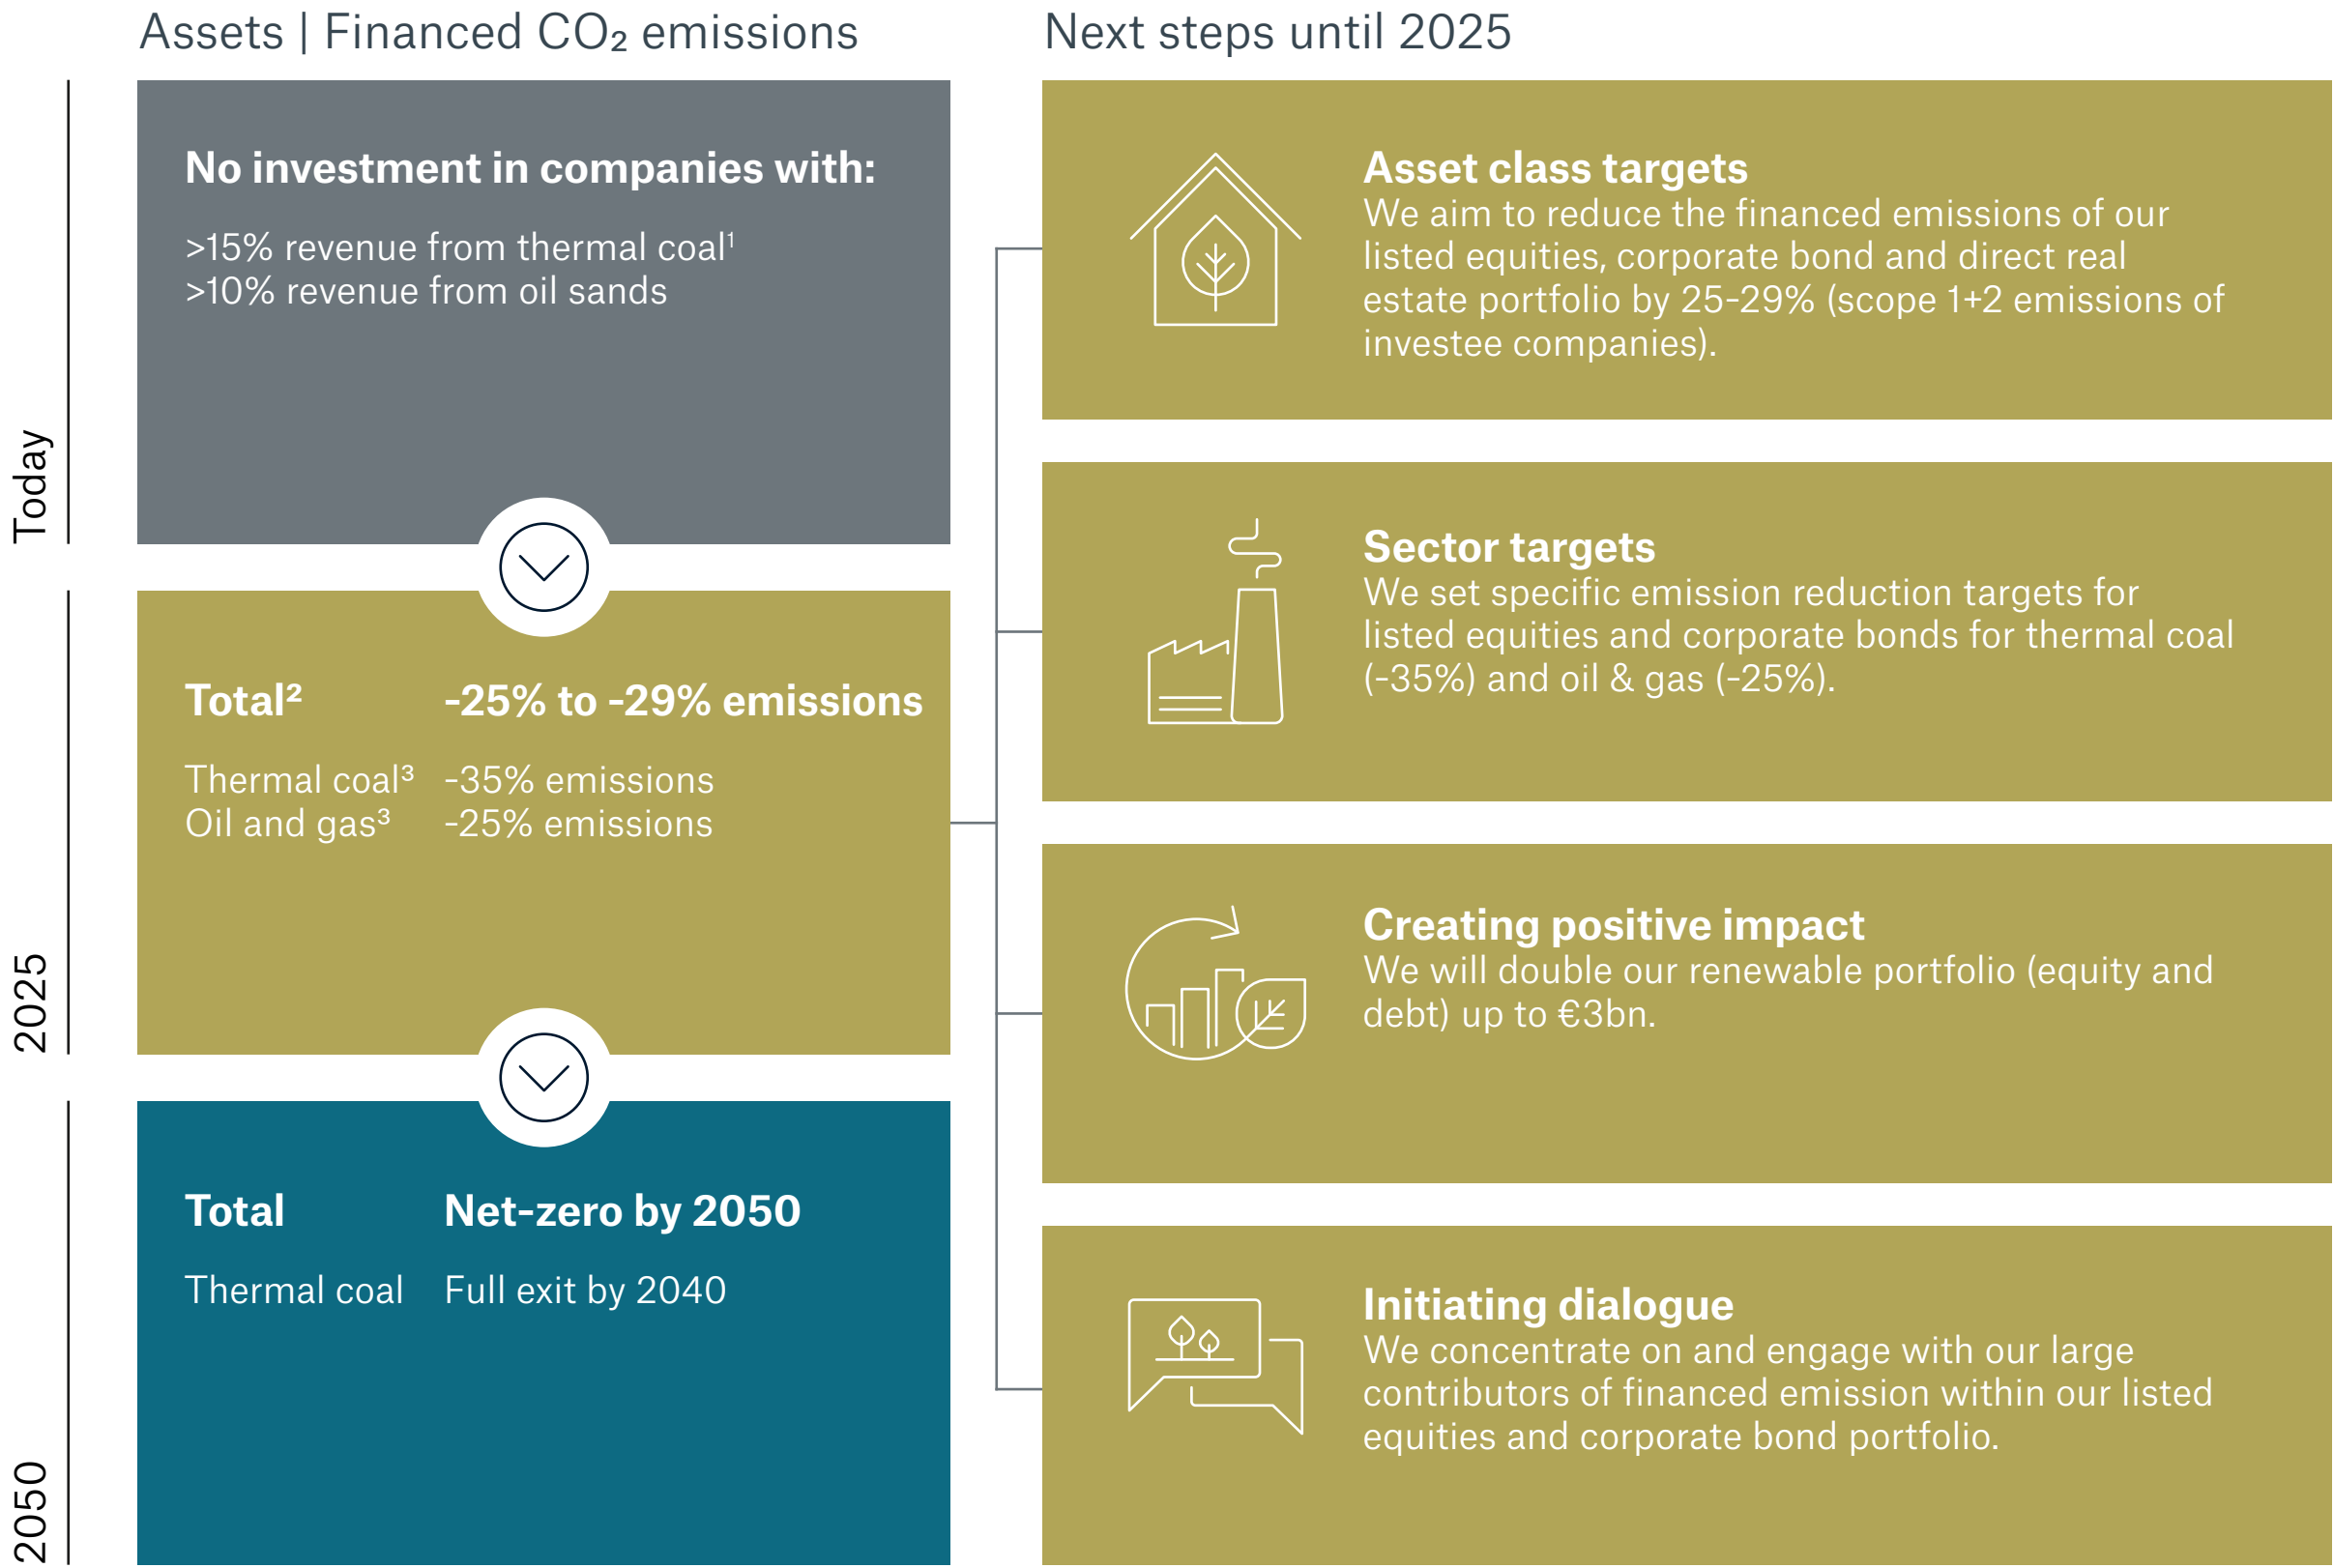 Assets | Financed CO₂ emissions
Today
No investment in companies with:
>15% revenue from thermal coal¹
>10% revenue from oil sands
2025
Total² -25% to -29% emissions
Thermal coal³ -35% emissions
Oil and gas³ -25% emissions
2050
Total Net-zero by 2050
Thermal coal Full exit by 2040
Next steps until 2025
Asset class targets
We aim to reduce the financed emissions of our
listed equities, corporate bond and direct real
estate portfolio by 25-29% (scope 1+2 emissions of
investee companies).
Sector targets
We set specific emission reduction targets for
listed equities and corporate bonds for thermal coal
(-35%) and oil & gas (-25%).
Creating positive impact
We will double our renewable portfolio (equity and
debt) up to €3bn.
Initiating dialogue
We concentrate on and engage with our large
contributors of financed emission within our listed
equities and corporate bond portfolio.